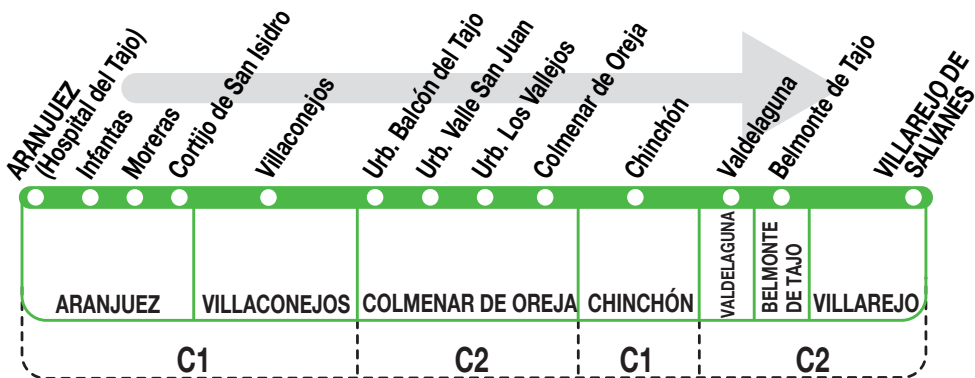 ARANJUEZ
(Hospital del Tajo)
Infantas
Moreras
Cortijo de San Isidro
Villaconejos
Urb. Balcón del Tajo
Urb. Valle San Juan
Urb. Los Vallejos
Colmenar de Oreja
Chinchón
Valdelaguna
Belmonte de Tajo
VILLAREJO DE
SALVANÉS
ARANJUEZ
VILLACONEJOS
COLMENAR DE OREJA
CHINCHÓN
VALDELAGUNA
BELMONTE
DE TAJO
VILLAREJO
C1
C2
C1
C2